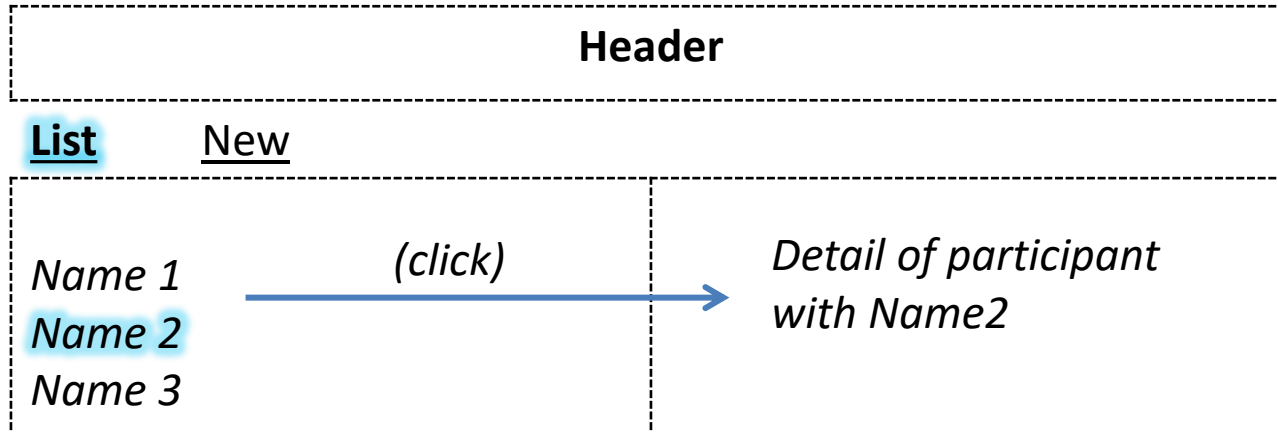 Header
List New
Name 1
Name 2
Name 3
(click)
Detail of participant
with Name2